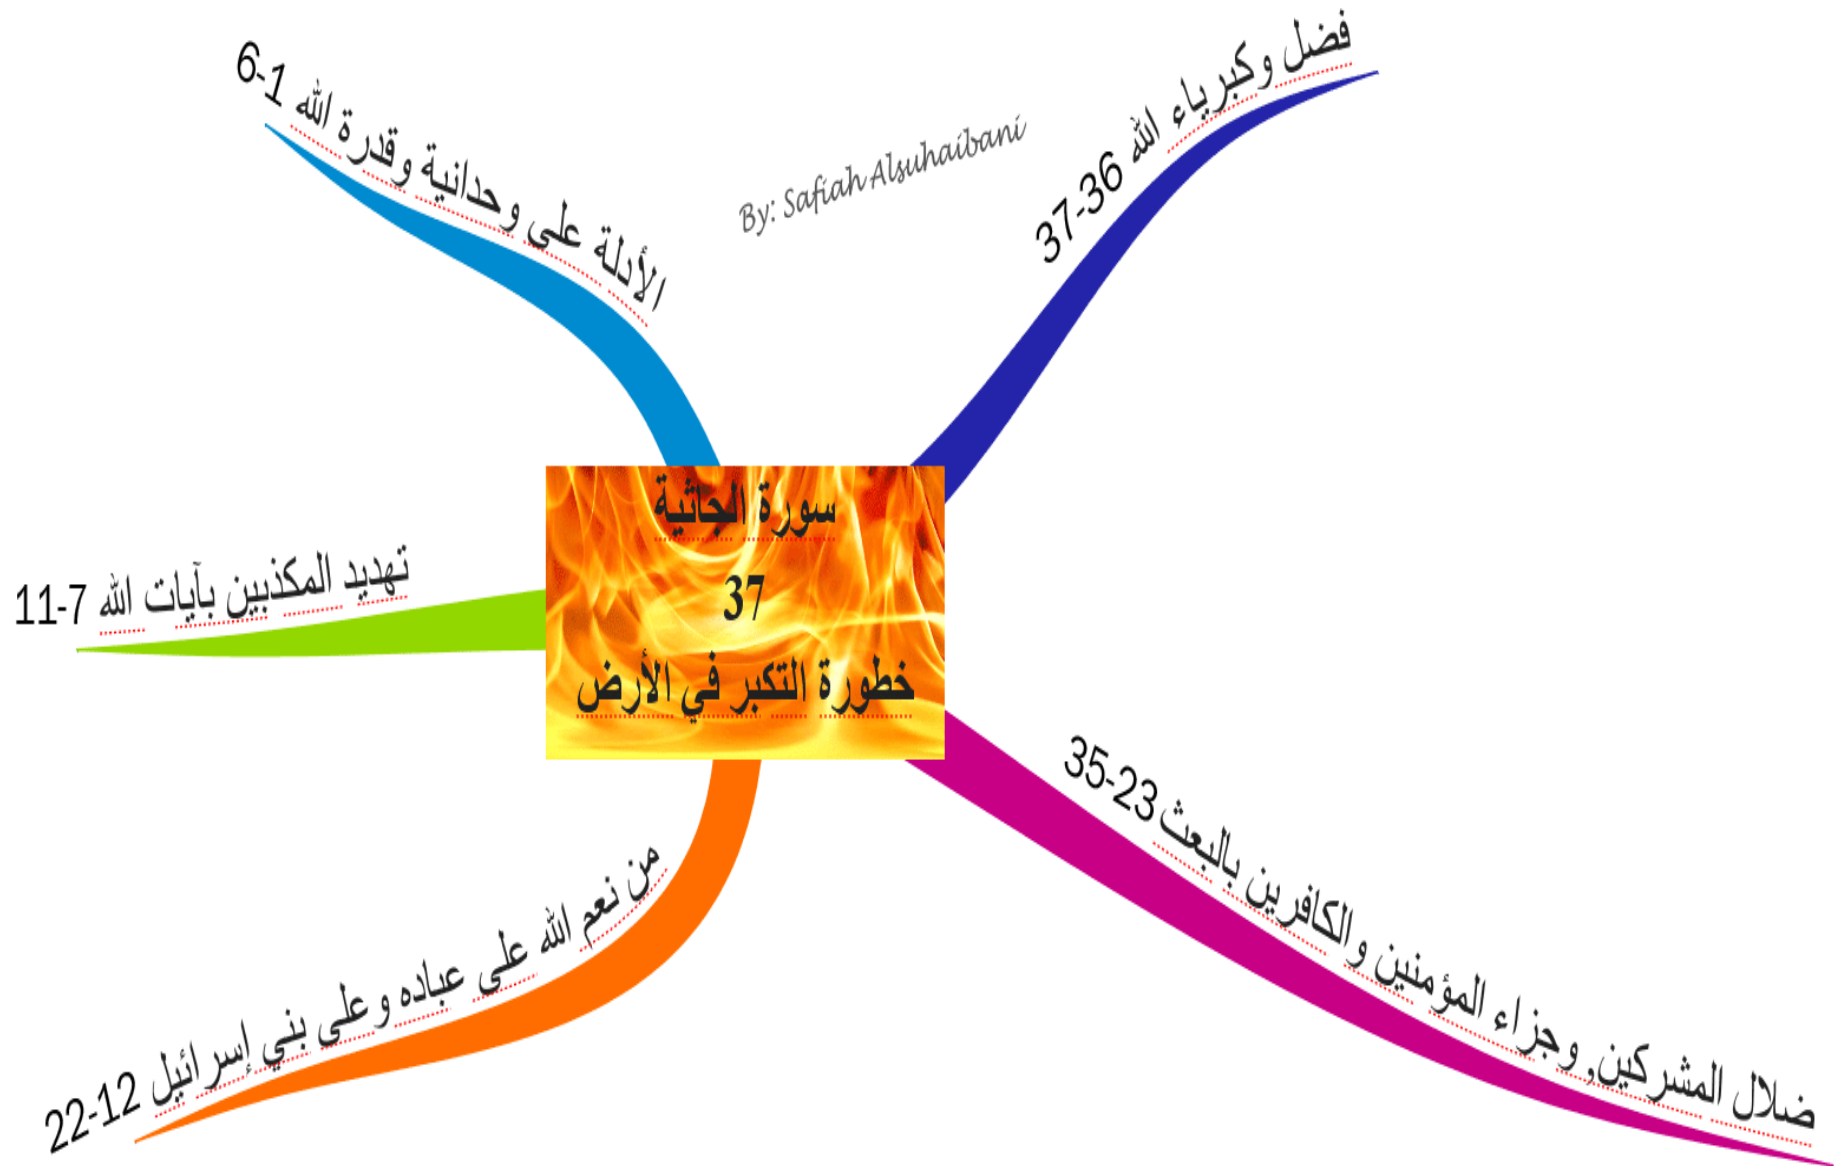 سورة الجاثية
37
خطورة التكبر في الأرض
فضل وكبرياء الله 36-37
ضلال المشركين, وجزاء المؤمنين والكافرين بالبعث 23-35
من نعم الله على عباده وعلى بني إسرائيل 12-22
تهديد المكذبين بآيات الله 7-11
الأدلة على وحدانية وقدرة الله 1-6
By: Safiah Alsuhaibani